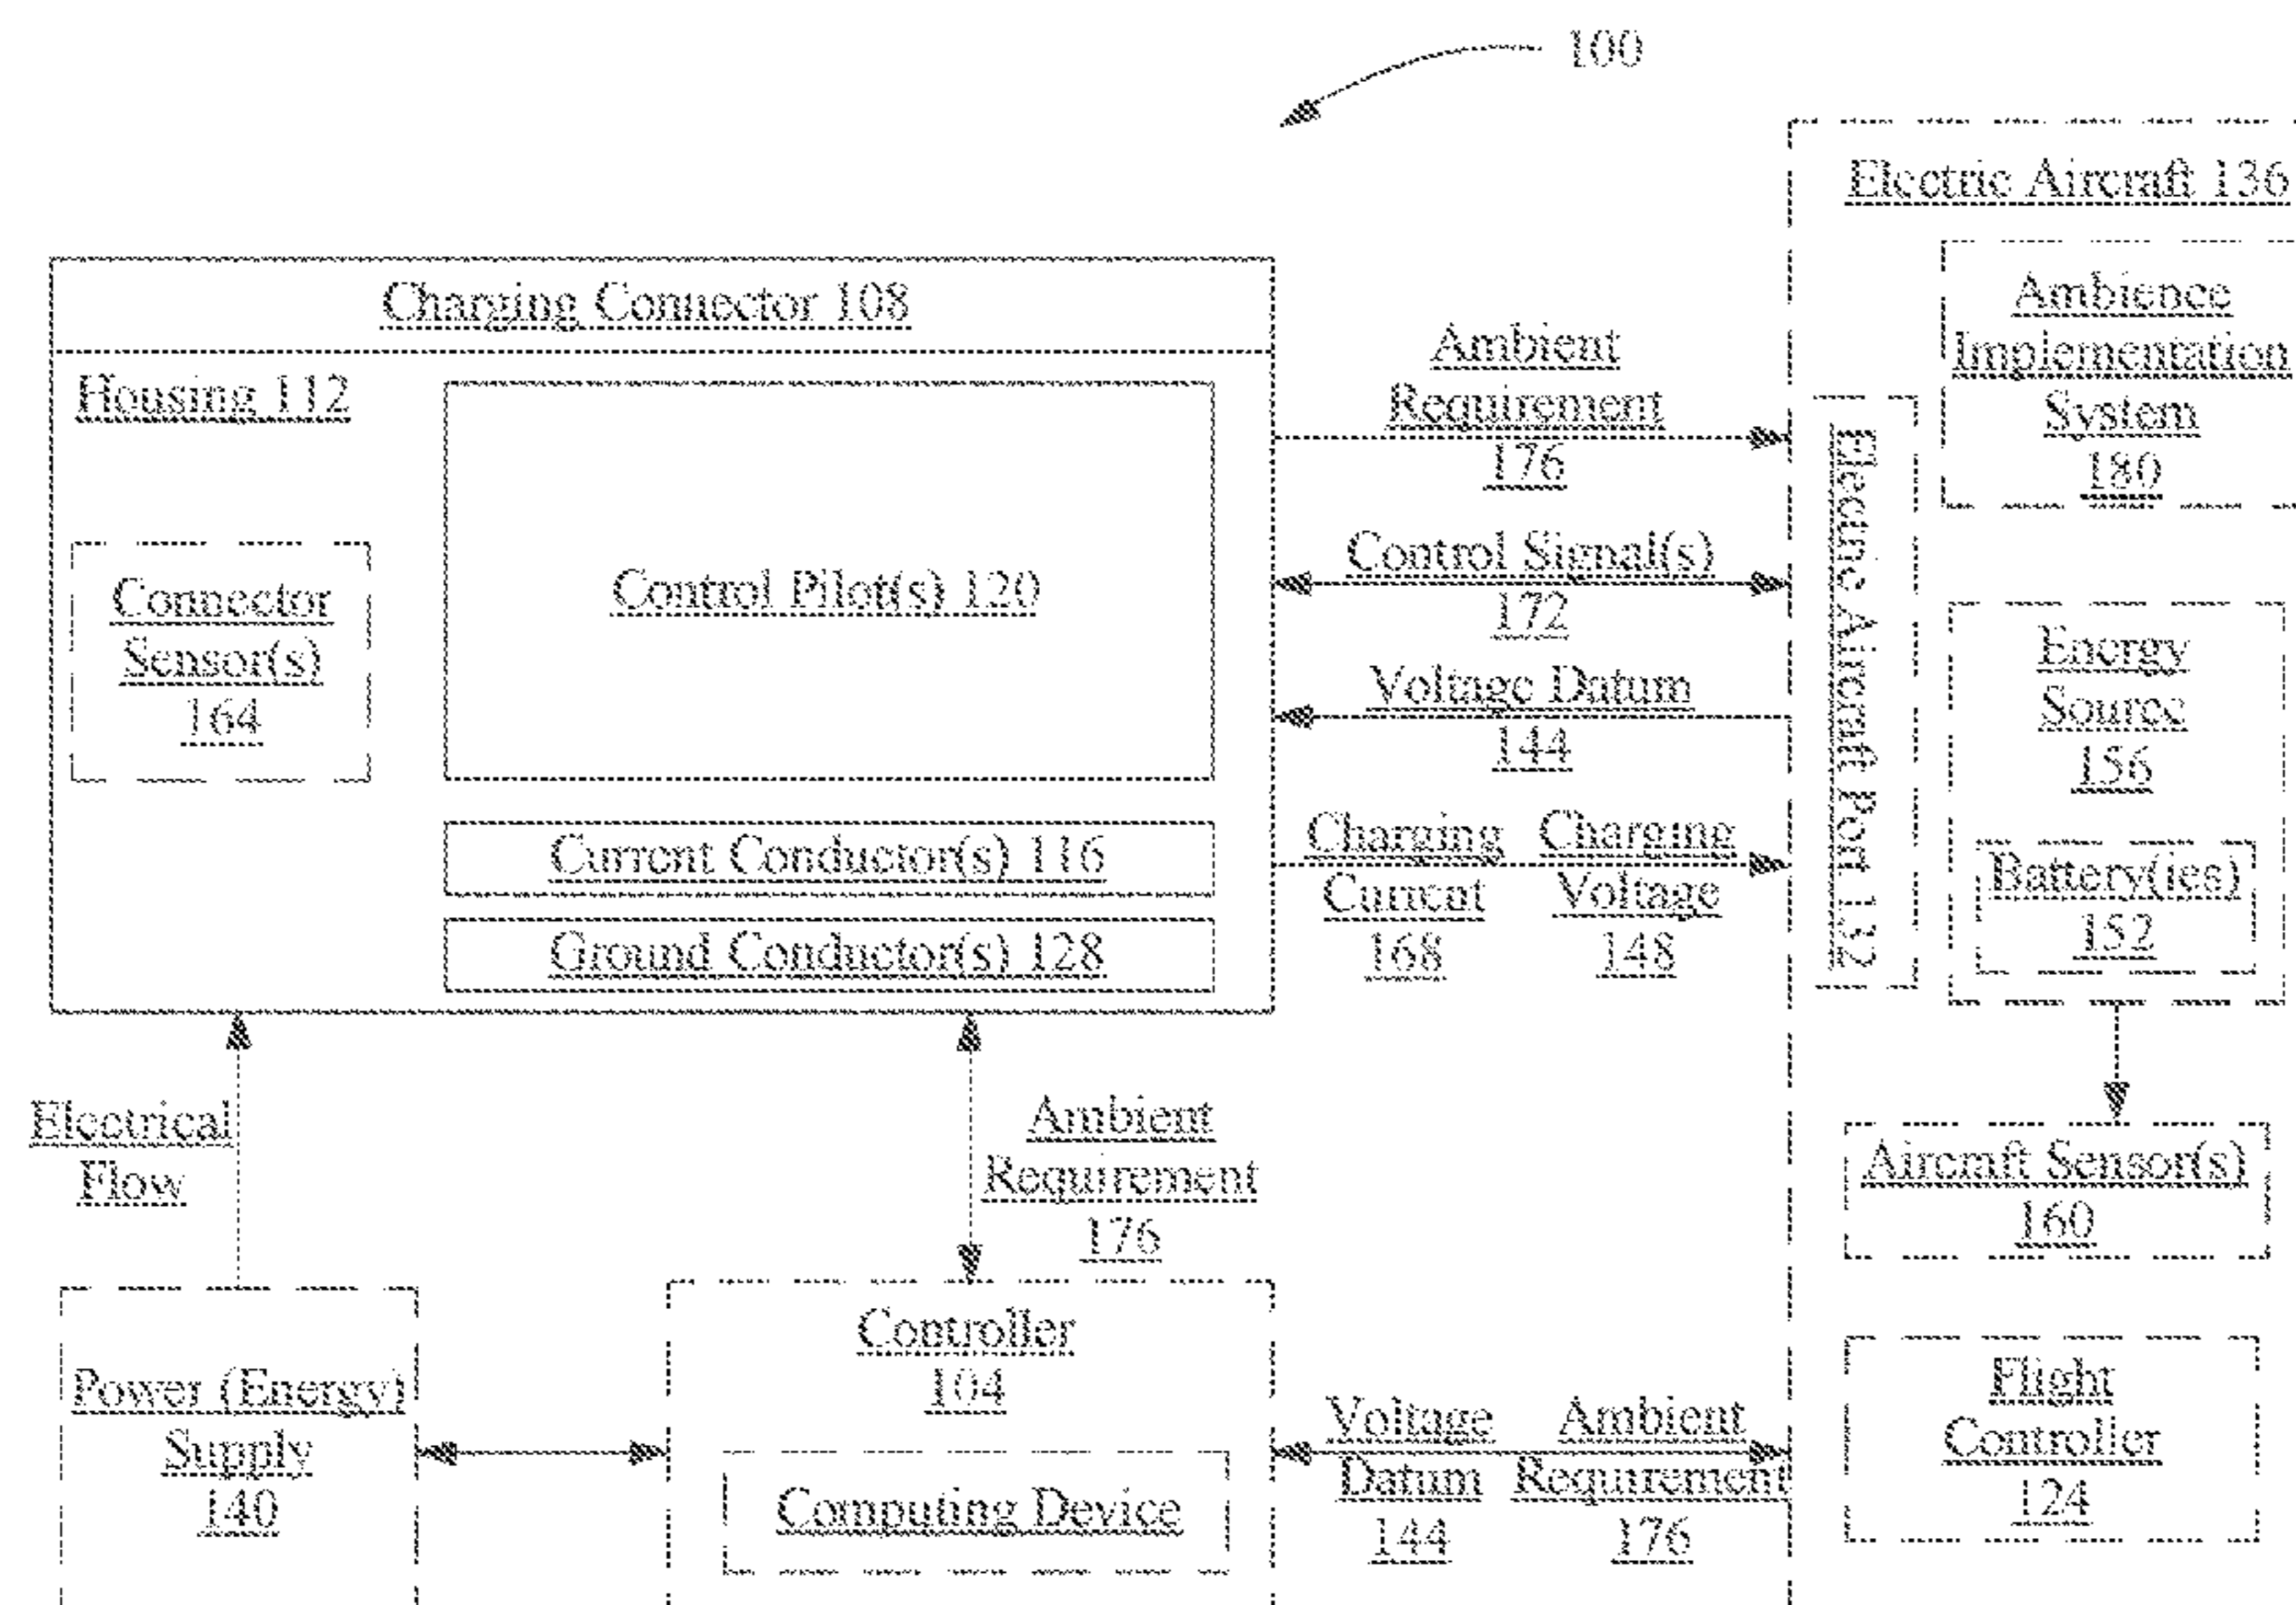 100
Electric Aircraft 136
Charging Connector 108
Housing 112
Connector
Sensor(s)
164
Control Pilot(s) 120
Current Conductor(s) 116
Ground Conductor(s) 128
Ambient
Requirement
176
Control Signal(s)
172
Voltage Datum
144
Charging
Current
168
Charging
Voltage
148
Electric Aircraft Port 132
Ambience
Implementation
System
180
Energy
Source
156
Battery(ies)
152
Aircraft Sensor(s)
160
Flight
Controller
124
Electrical
Flow
Ambient
Requirement
176
Power (Energy)
Supply
140
Controller
104
Computing Device
Voltage
Datum
144
Ambient
Requirement
176